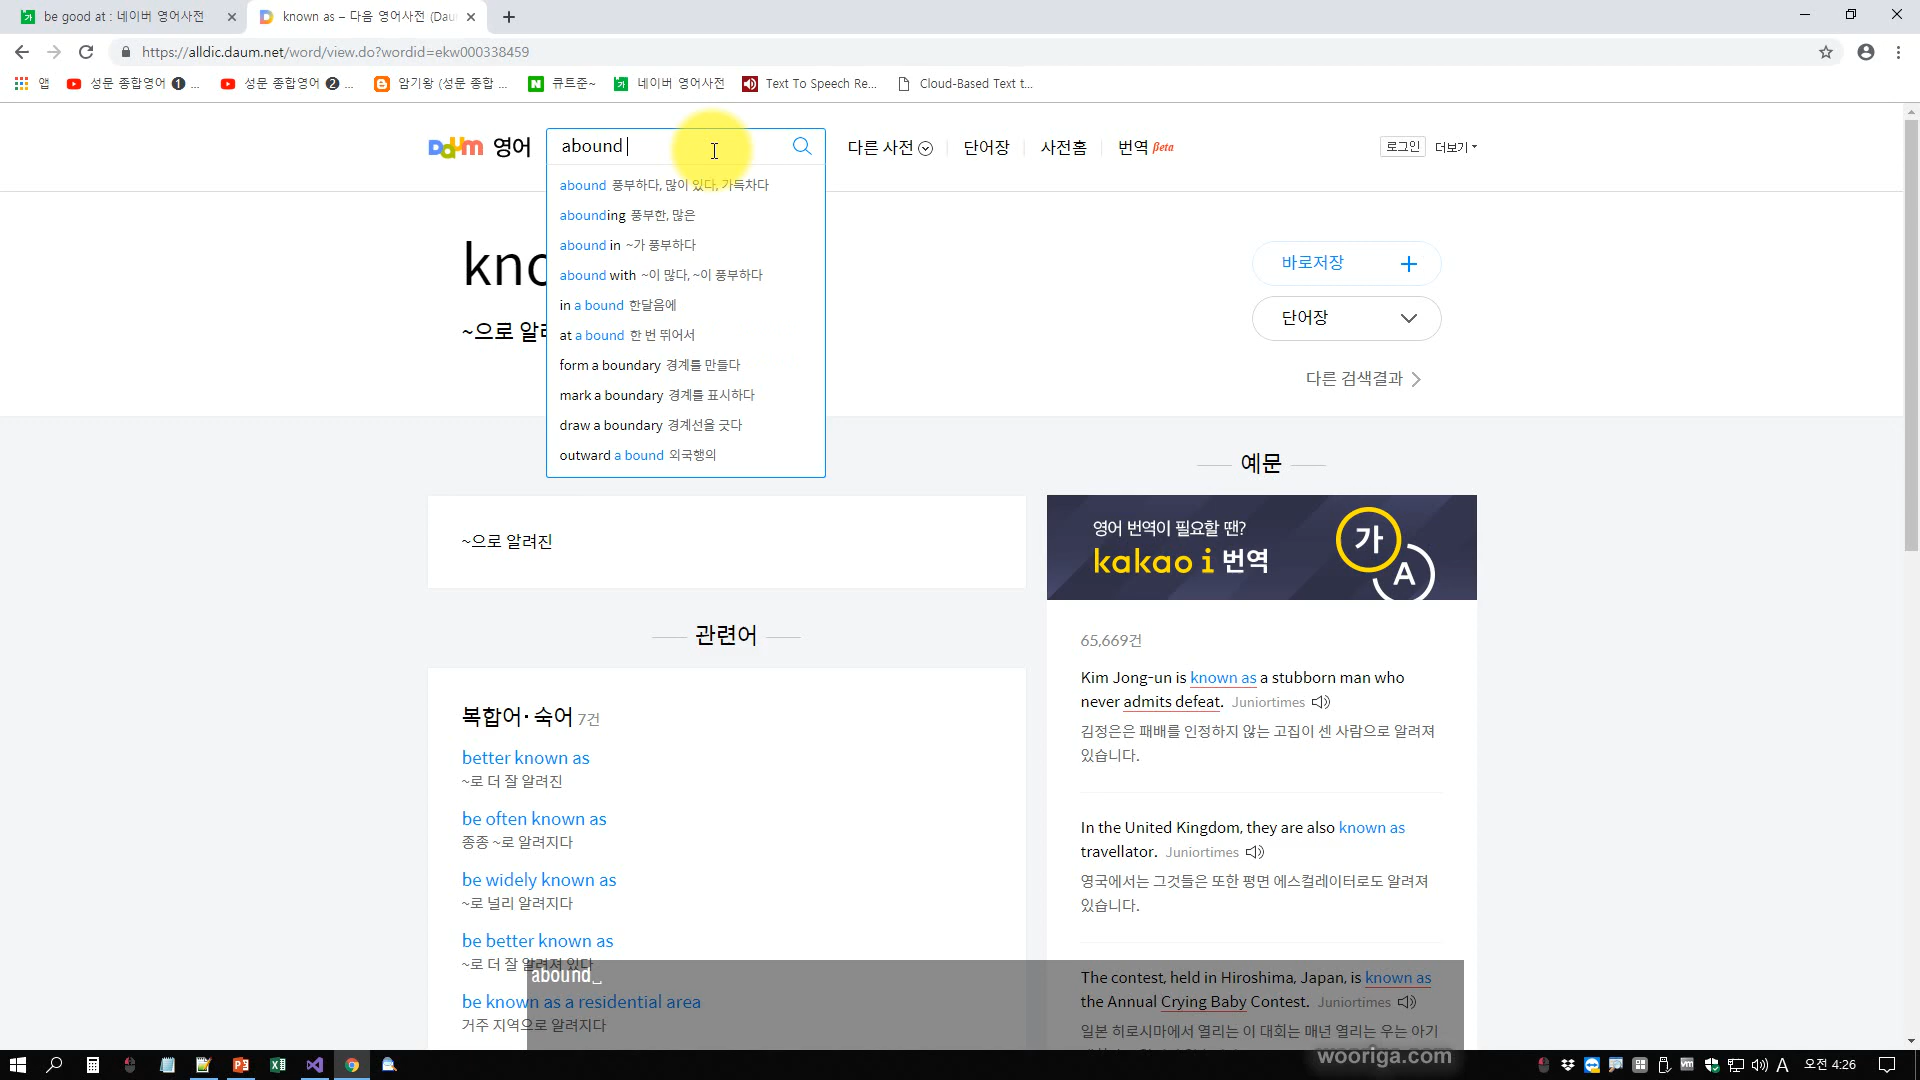 be good at : 네이버 영어사전
known as – 다음 영어사전 (Dau
https://alldic.daum.net/word/view.do?wordid=ekw000338459
앱 성문 종합영어 ❶ ... 성문 종합영어 ❷ ... 암기왕 (성문 종합 ... 큐트준~ 네이버 영어사전 Text To Speech Re... Cloud-Based Text t...
Daum 영어 abound 다른 사전 단어장 사전홈 번역 Beta 로그인 더보기
abound 풍부하다, 많이 있다, 가득차다
abounding 풍부한, 많은
abound in ~가 풍부하다
abound with ~이 많다, ~이 풍부하다
in a bound 한달음에
at a bound 한 번 뛰어서
form a boundary 경계를 만들다
mark a boundary 경계를 표시하다
draw a boundary 경계선을 긋다
outward a bound 외국행의
바로저장
단어장
다른 검색결과
~으로 알려진
관련어
복합어·숙어 7건
better known as
~로 더 잘 알려진
be often known as
종종 ~로 알려지다
be widely known as
~로 널리 알려지다
be better known as
~로 더 잘 알려져 있다
be known as a residential area
거주 지역으로 알려지다
예문
영어 번역이 필요할 땐?
kakao i 번역
가
A
65,669건
Kim Jong-un is known as a stubborn man who
never admits defeat. Juniortimes
김정은은 패배를 인정하지 않는 고집이 센 사람으로 알려져
있습니다.
In the United Kingdom, they are also known as
travellator. Juniortimes
영국에서는 그것들은 또한 평면 에스컬레이터로도 알려져
있습니다.
The contest, held in Hiroshima, Japan, is known as
the Annual Crying Baby Contest. Juniortimes
일본 히로시마에서 열리는 이 대회는 매년 열리는 우는 아기
abound
wooriga.com
A 오전 4:26